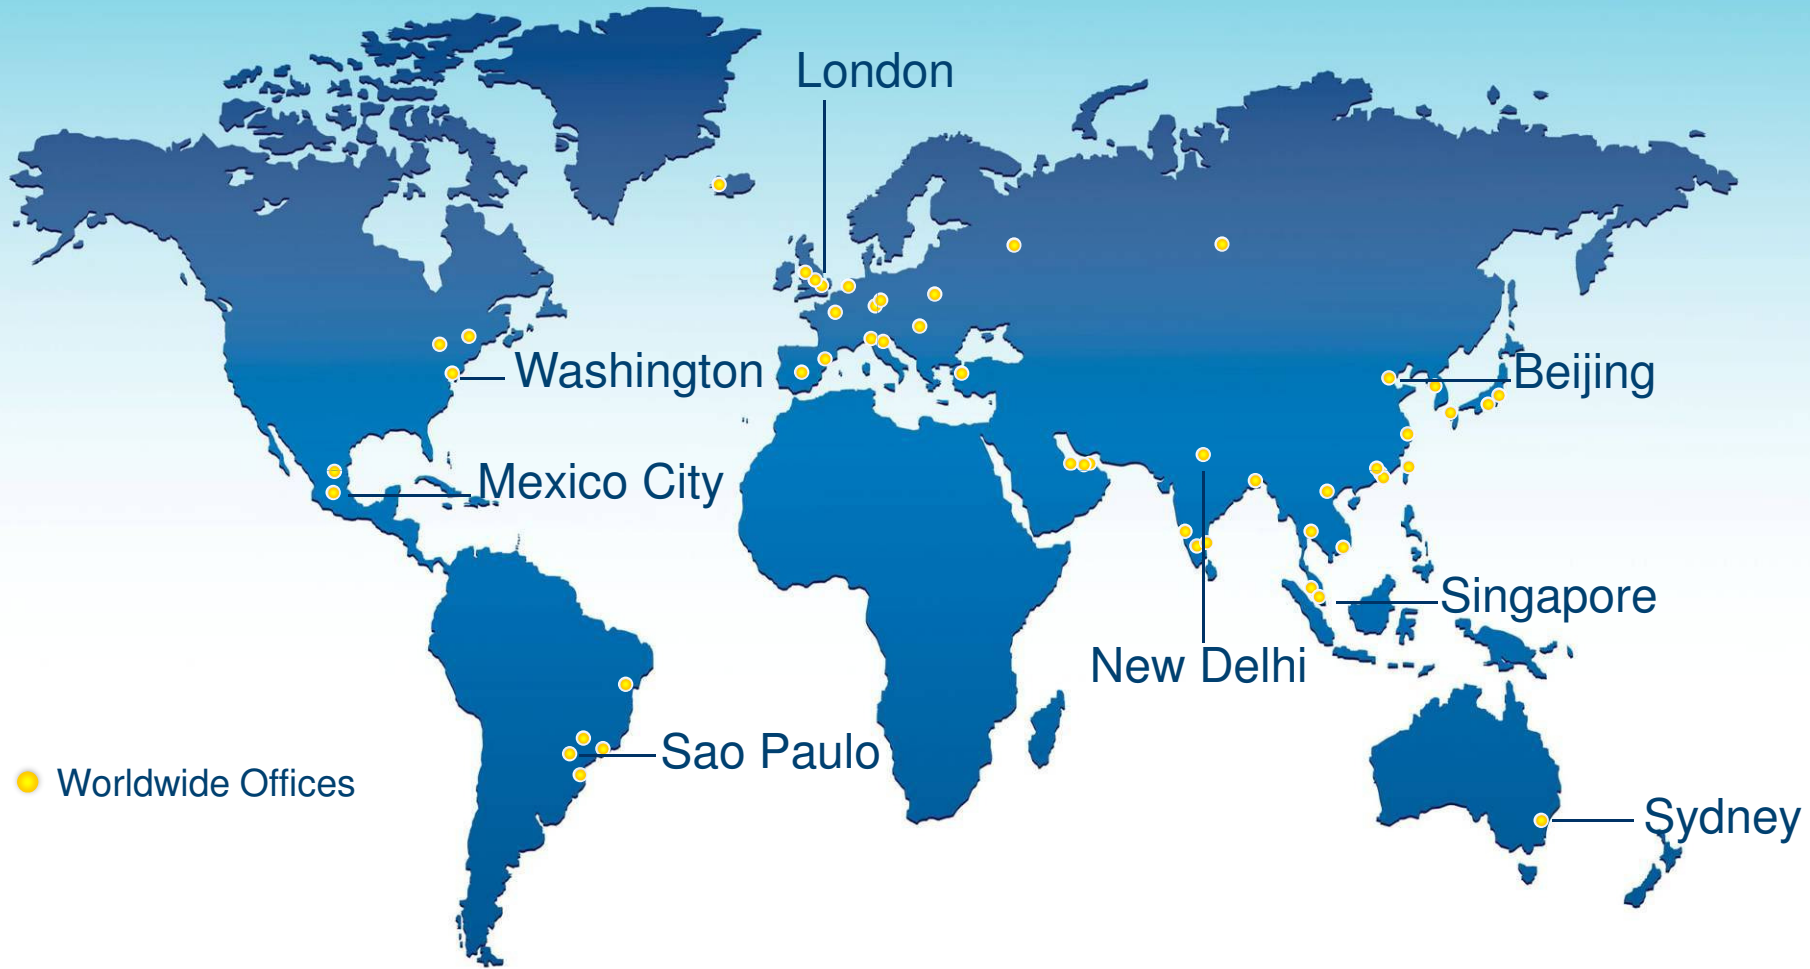 London
Washington
Beijing
Mexico City
Singapore
New Delhi
Sao Paulo
Worldwide Offices
Sydney